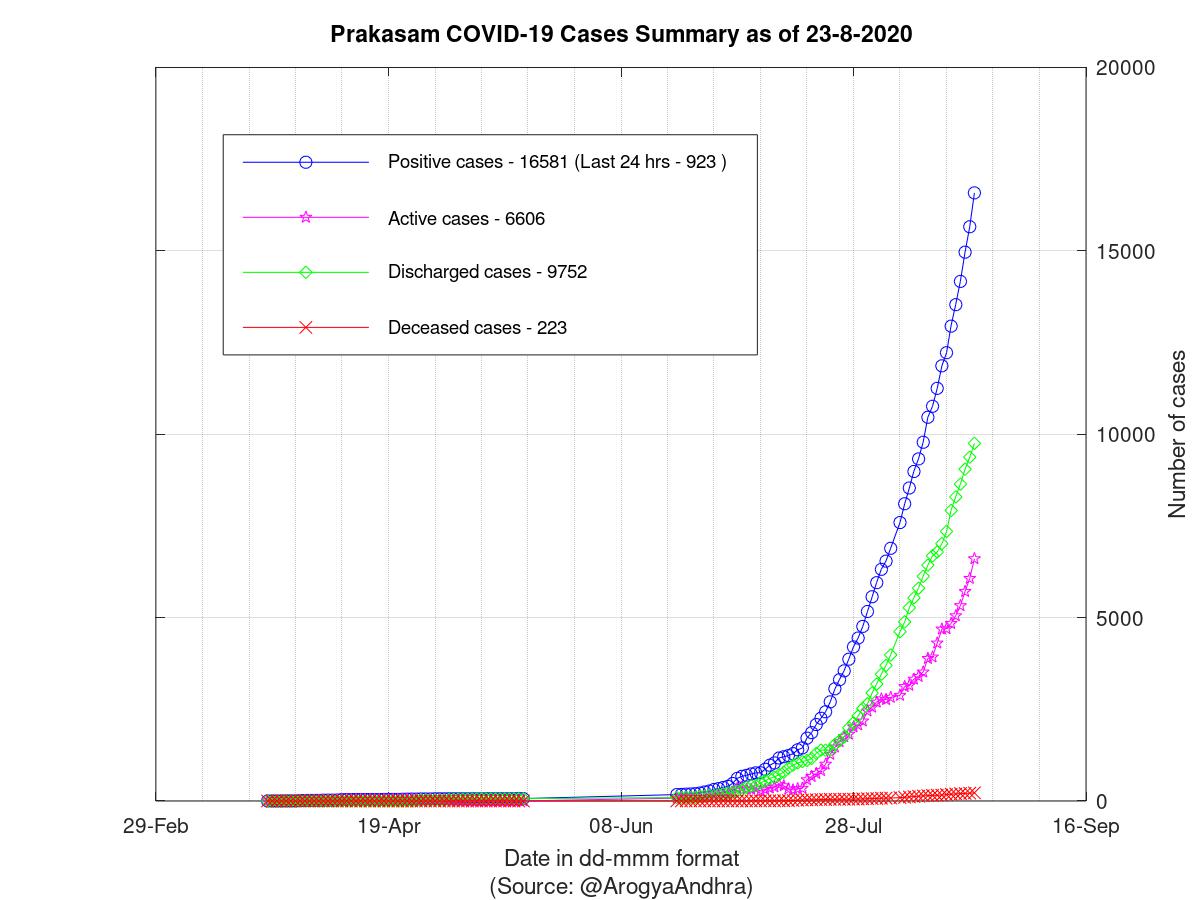 Prakasam COVID-19 Cases Summary as of 23-8-2020
Positive cases - 16581 (Last 24 hrs - 923 )
Active cases - 6606
Discharged cases - 9752
Deceased cases - 223
20000
15000
10000
5000
0
Number of cases
29-Feb 19-Apr 08-Jun 28-Jul 16-Sep
Date in dd-mmm format
(Source: @ArogyaAndhra)